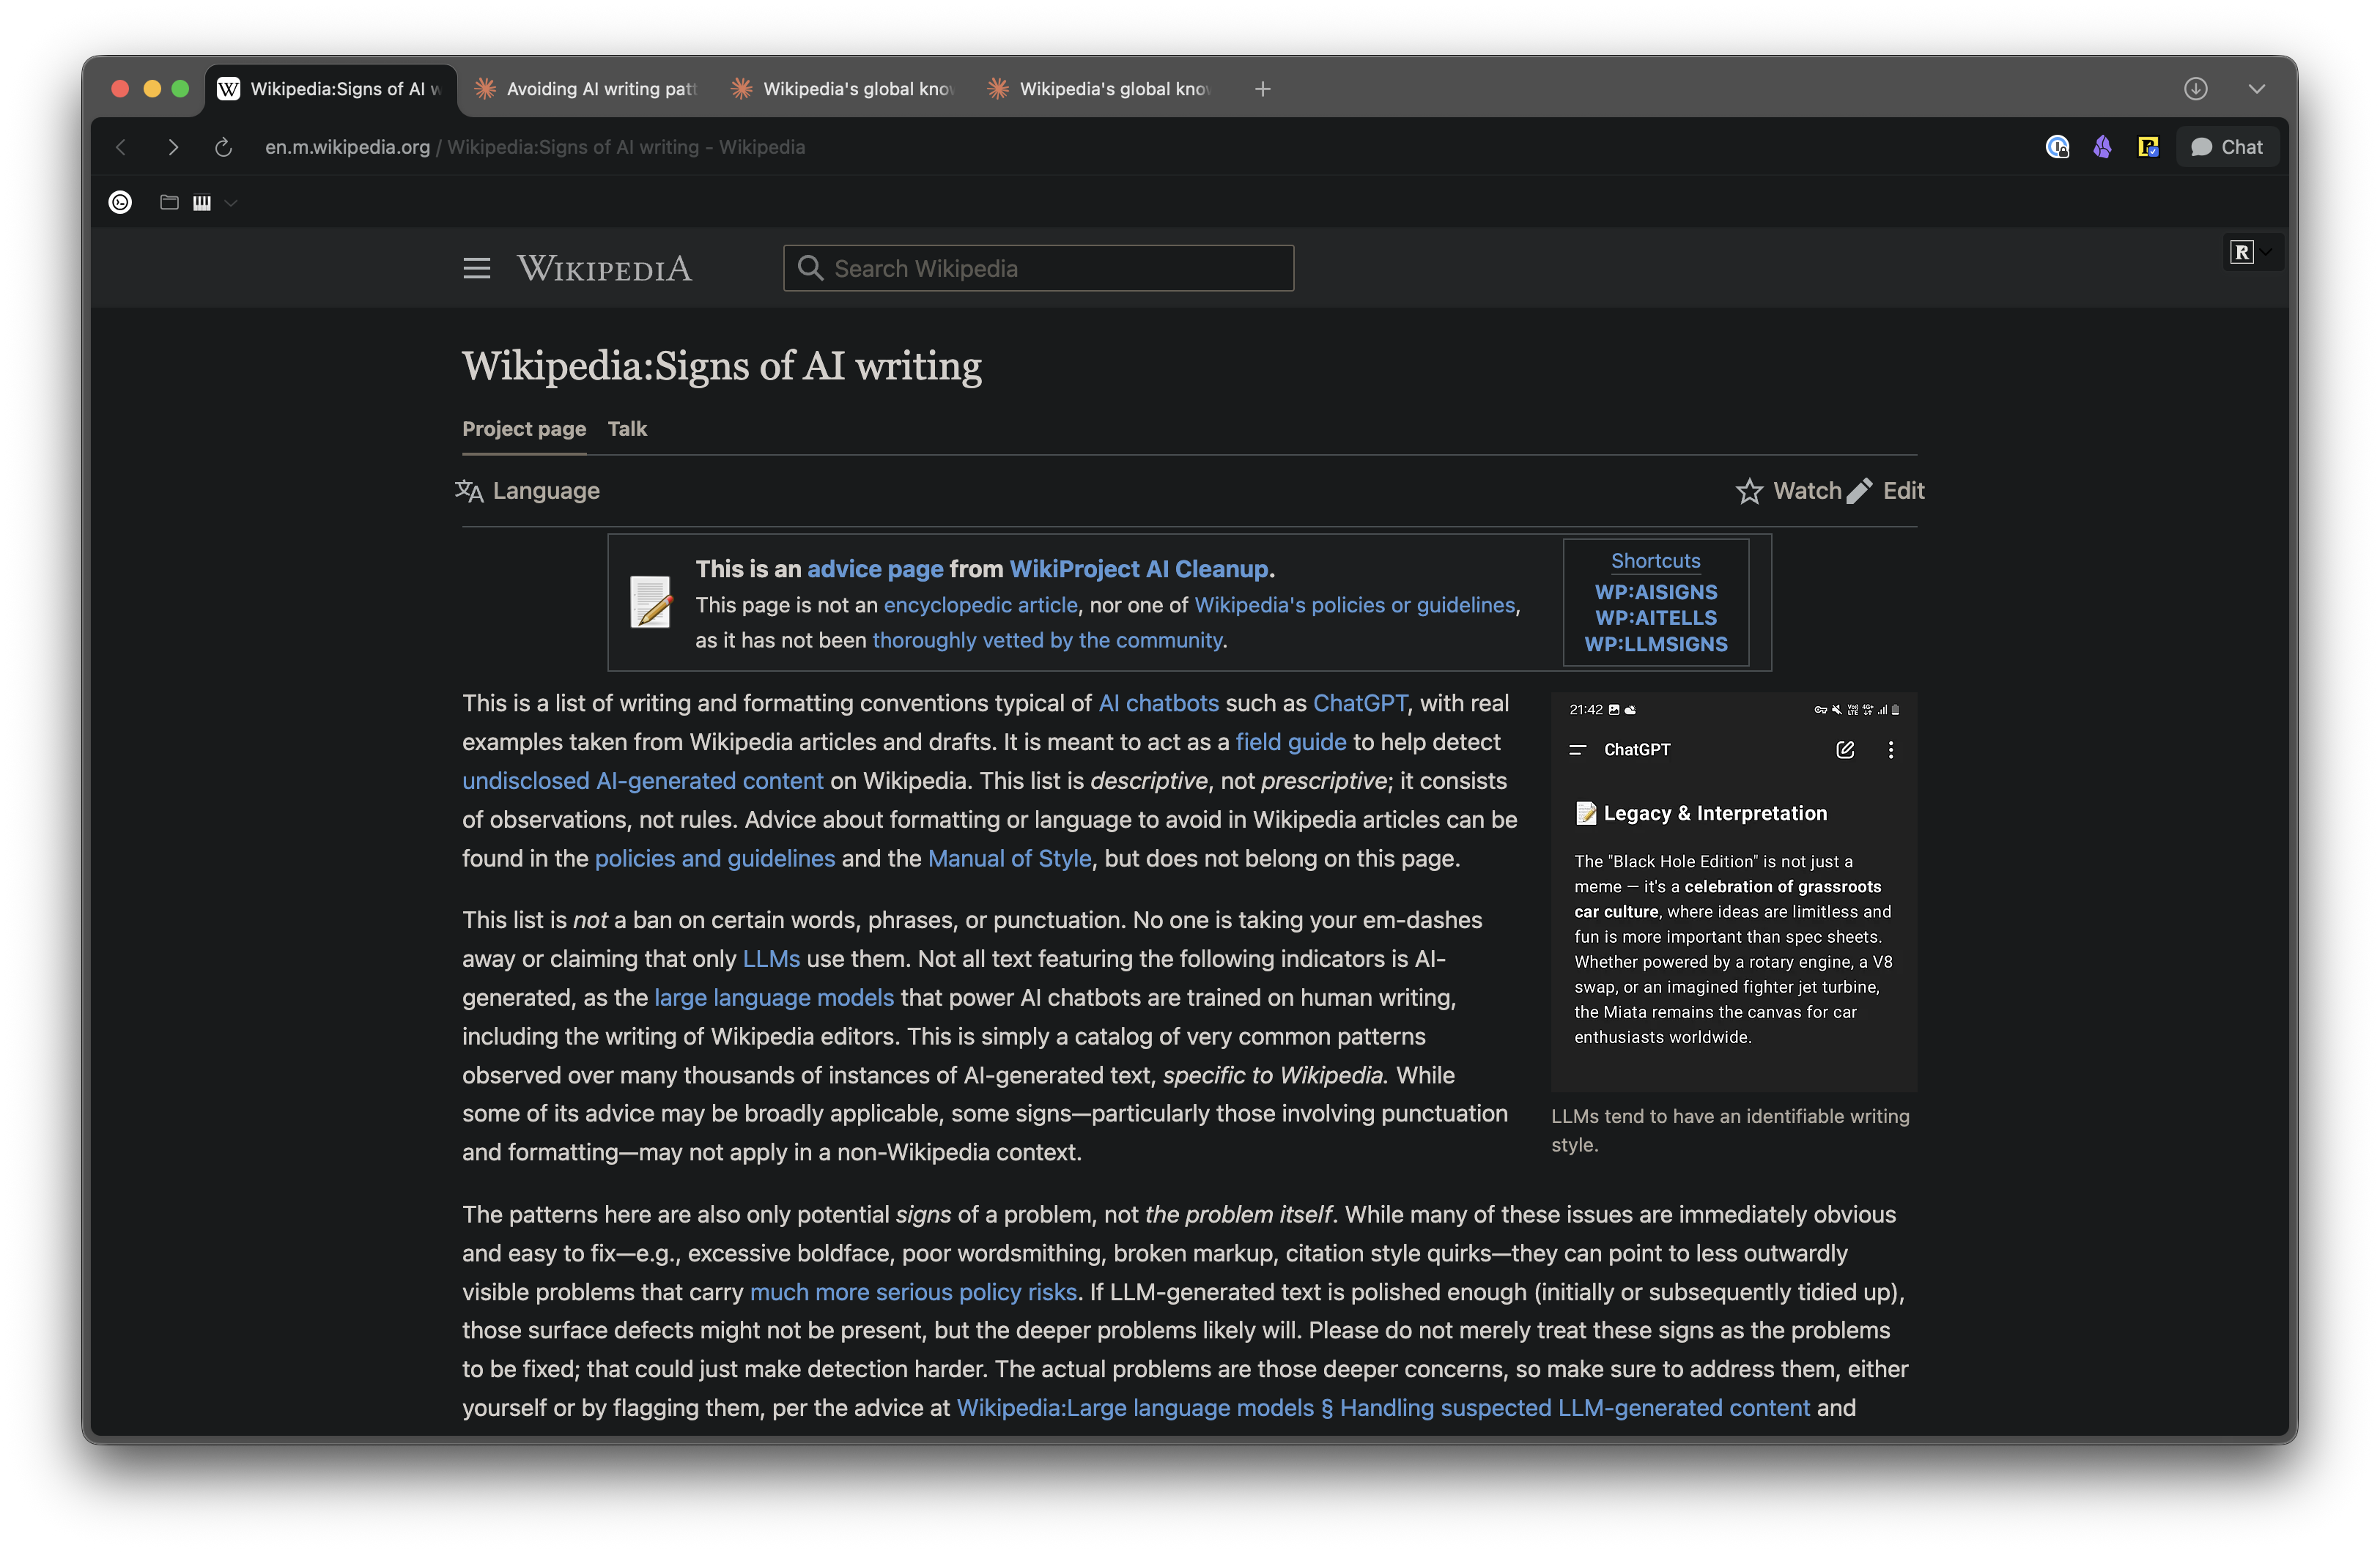 Wikipedia:Signs of AI w
Avoiding AI writing patt
Wikipedia's global kno
Wikipedia's global kno
en.m.wikipedia.org / Wikipedia:Signs of AI writing - Wikipedia
Chat
WIKIPEDIA
Search Wikipedia
R
Wikipedia:Signs of AI writing
Project page Talk
Language
Watch Edit
This is an advice page from WikiProject AI Cleanup.
This page is not an encyclopedic article, nor one of Wikipedia's policies or guidelines,
as it has not been thoroughly vetted by the community.
Shortcuts
WP:AISIGNS
WP:AITELLS
WP:LLMSIGNS
This is a list of writing and formatting conventions typical of AI chatbots such as ChatGPT, with real
examples taken from Wikipedia articles and drafts. It is meant to act as a field guide to help detect
undisclosed AI-generated content on Wikipedia. This list is descriptive, not prescriptive; it consists
of observations, not rules. Advice about formatting or language to avoid in Wikipedia articles can be
found in the policies and guidelines and the Manual of Style, but does not belong on this page.
This list is not a ban on certain words, phrases, or punctuation. No one is taking your em-dashes
away or claiming that only LLMs use them. Not all text featuring the following indicators is AI-
generated, as the large language models that power AI chatbots are trained on human writing,
including the writing of Wikipedia editors. This is simply a catalog of very common patterns
observed over many thousands of instances of AI-generated text, specific to Wikipedia. While
some of its advice may be broadly applicable, some signs—particularly those involving punctuation
and formatting—may not apply in a non-Wikipedia context.
21:42
ChatGPT
Legacy & Interpretation
The "Black Hole Edition" is not just a
meme — it's a celebration of grassroots
car culture, where ideas are limitless and
fun is more important than spec sheets.
Whether powered by a rotary engine, a V8
swap, or an imagined fighter jet turbine,
the Miata remains the canvas for car
enthusiasts worldwide.
LLMs tend to have an identifiable writing
style.
The patterns here are also only potential signs of a problem, not the problem itself. While many of these issues are immediately obvious
and easy to fix—e.g., excessive boldface, poor wordsmithing, broken markup, citation style quirks—they can point to less outwardly
visible problems that carry much more serious policy risks. If LLM-generated text is polished enough (initially or subsequently tidied up),
those surface defects might not be present, but the deeper problems likely will. Please do not merely treat these signs as the problems
to be fixed; that could just make detection harder. The actual problems are those deeper concerns, so make sure to address them, either
yourself or by flagging them, per the advice at Wikipedia:Large language models § Handling suspected LLM-generated content and